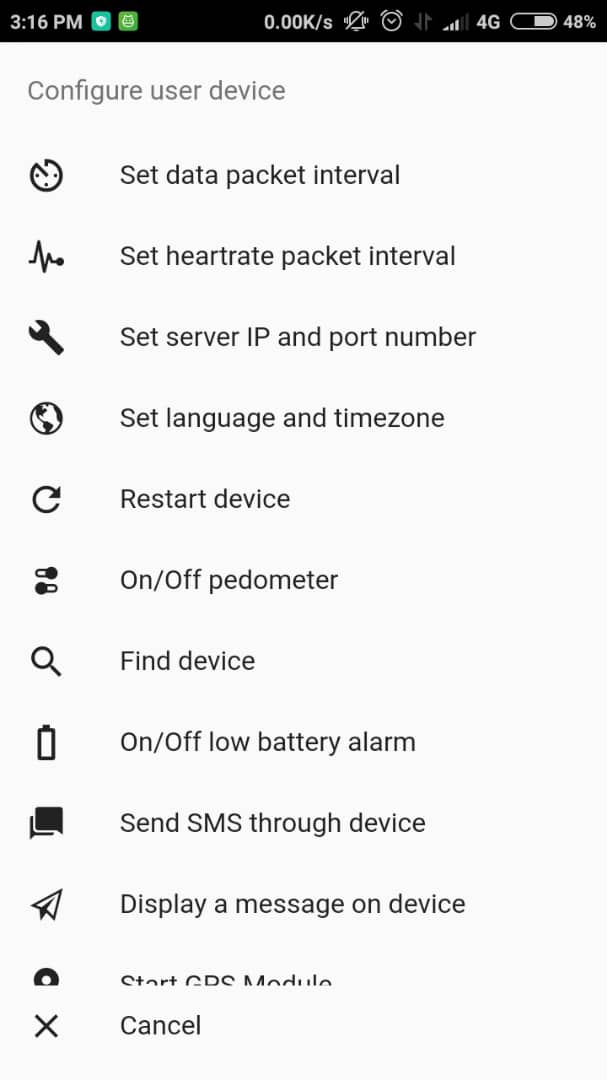 3:16 PM 0.00K/s 4G 48%
Configure user device
Set data packet interval
Set heartrate packet interval
Set server IP and port number
Set language and timezone
Restart device
On/Off pedometer
Find device
On/Off low battery alarm
Send SMS through device
Display a message on device
Start GPS Module
Cancel